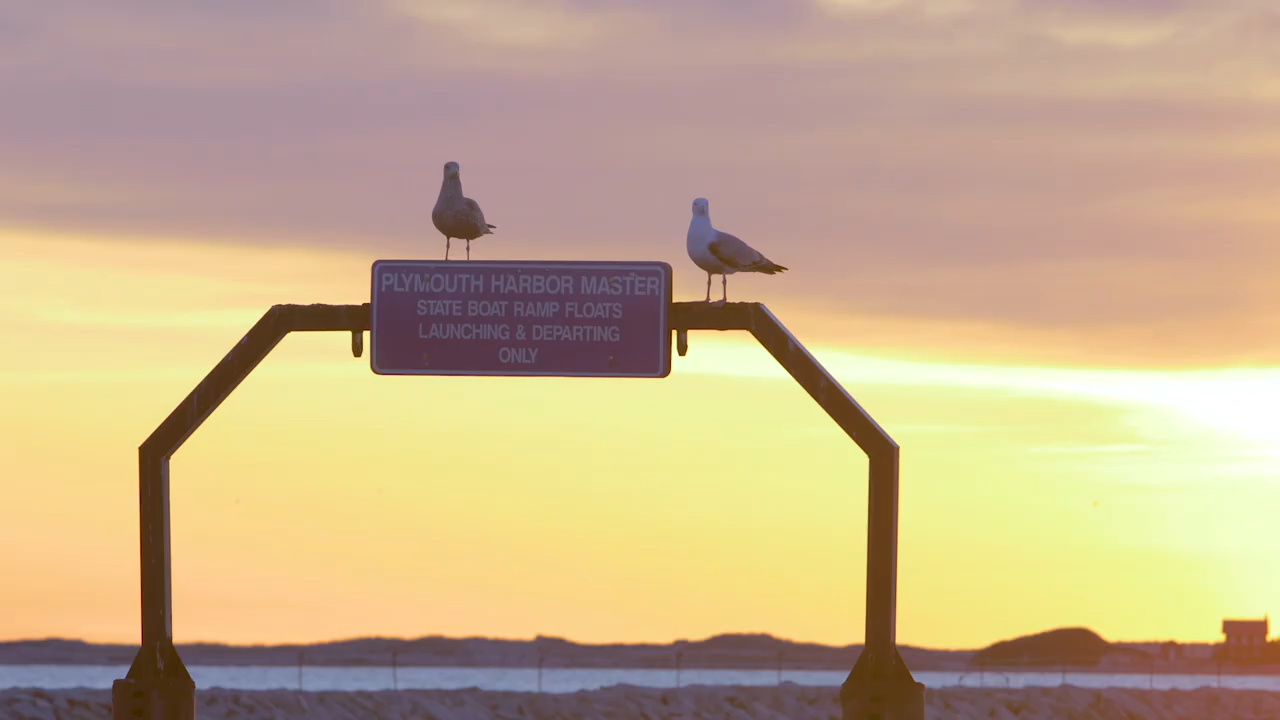 PLYMOUTH HARBOR MASTER
STATE BOAT RAMP FLOATS
LAUNCHING & DEPARTING
ONLY